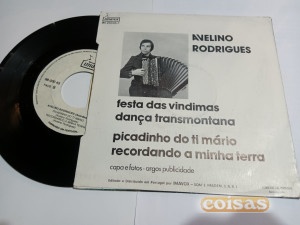 AVELINO
RODRIGUES
festa das vindimas
dança transmontana
picadinho do ti mário
recordando a minha terra
capa e fotos - argos publicidade
coisas